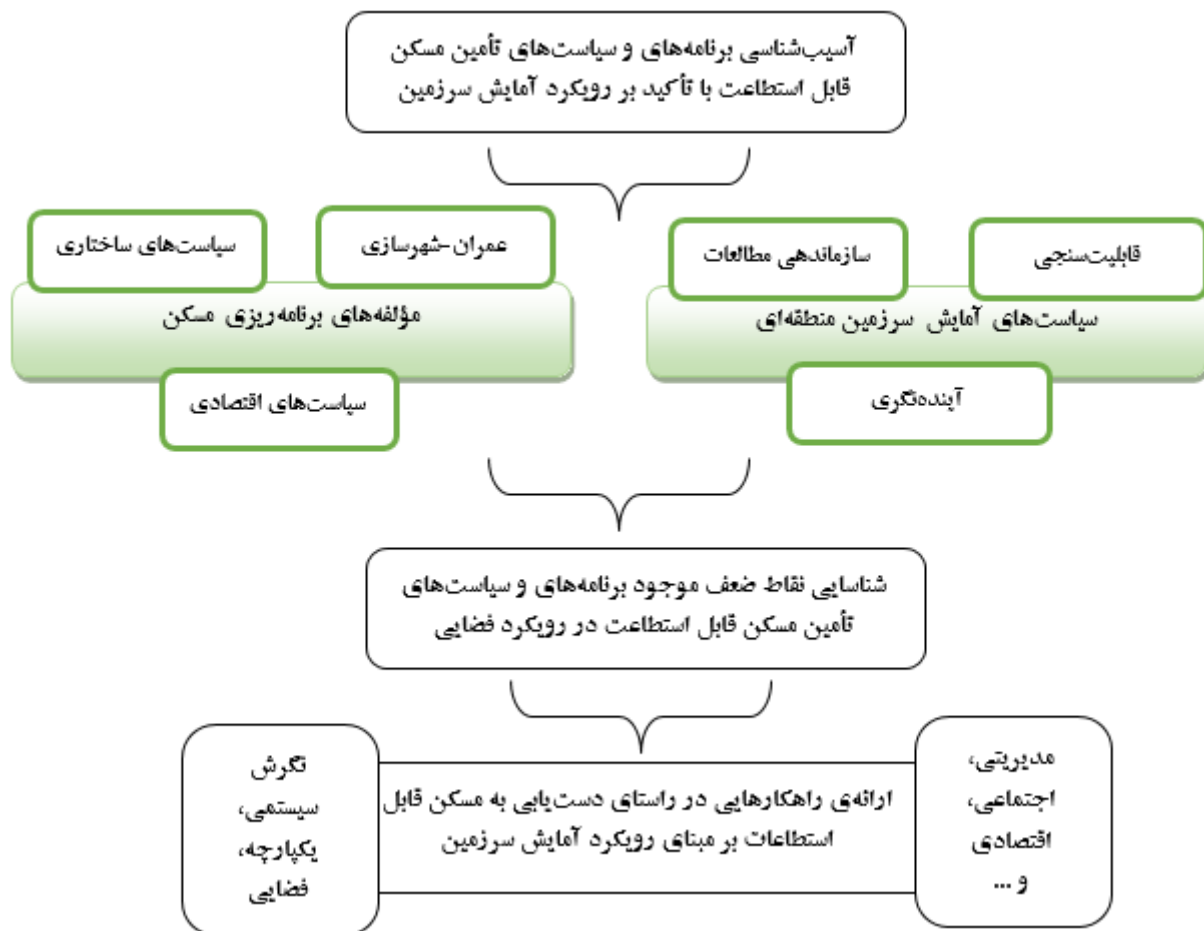 آسیب‌شناسی برنامه‌های و سیاست‌های تأمین مسکن
قابل استطاعت با تأکید بر رویکرد آمایش سرزمین
قابلیت‌سنجی
سازماندهی مطالعات
سیاست‌های آمایش سرزمین منطقه‌ای
آینده‌نگری
عمران-شهرسازی
سیاست‌های ساختاری
مؤلفه‌های برنامه‌ریزی مسکن
سیاست‌های اقتصادی
شناسایی نقاط ضعف موجود برنامه‌های و سیاست‌های
تأمین مسکن قابل استطاعت در رویکرد فضایی
مدیریتی،
اجتماعی،
اقتصادی
و ...
ارائه‌ی راهکارهایی در راستای دست‌یابی به مسکن قابل
استطاعات بر مبنای رویکرد آمایش سرزمین
نگرش
سیستمی،
یکپارچه،
فضایی